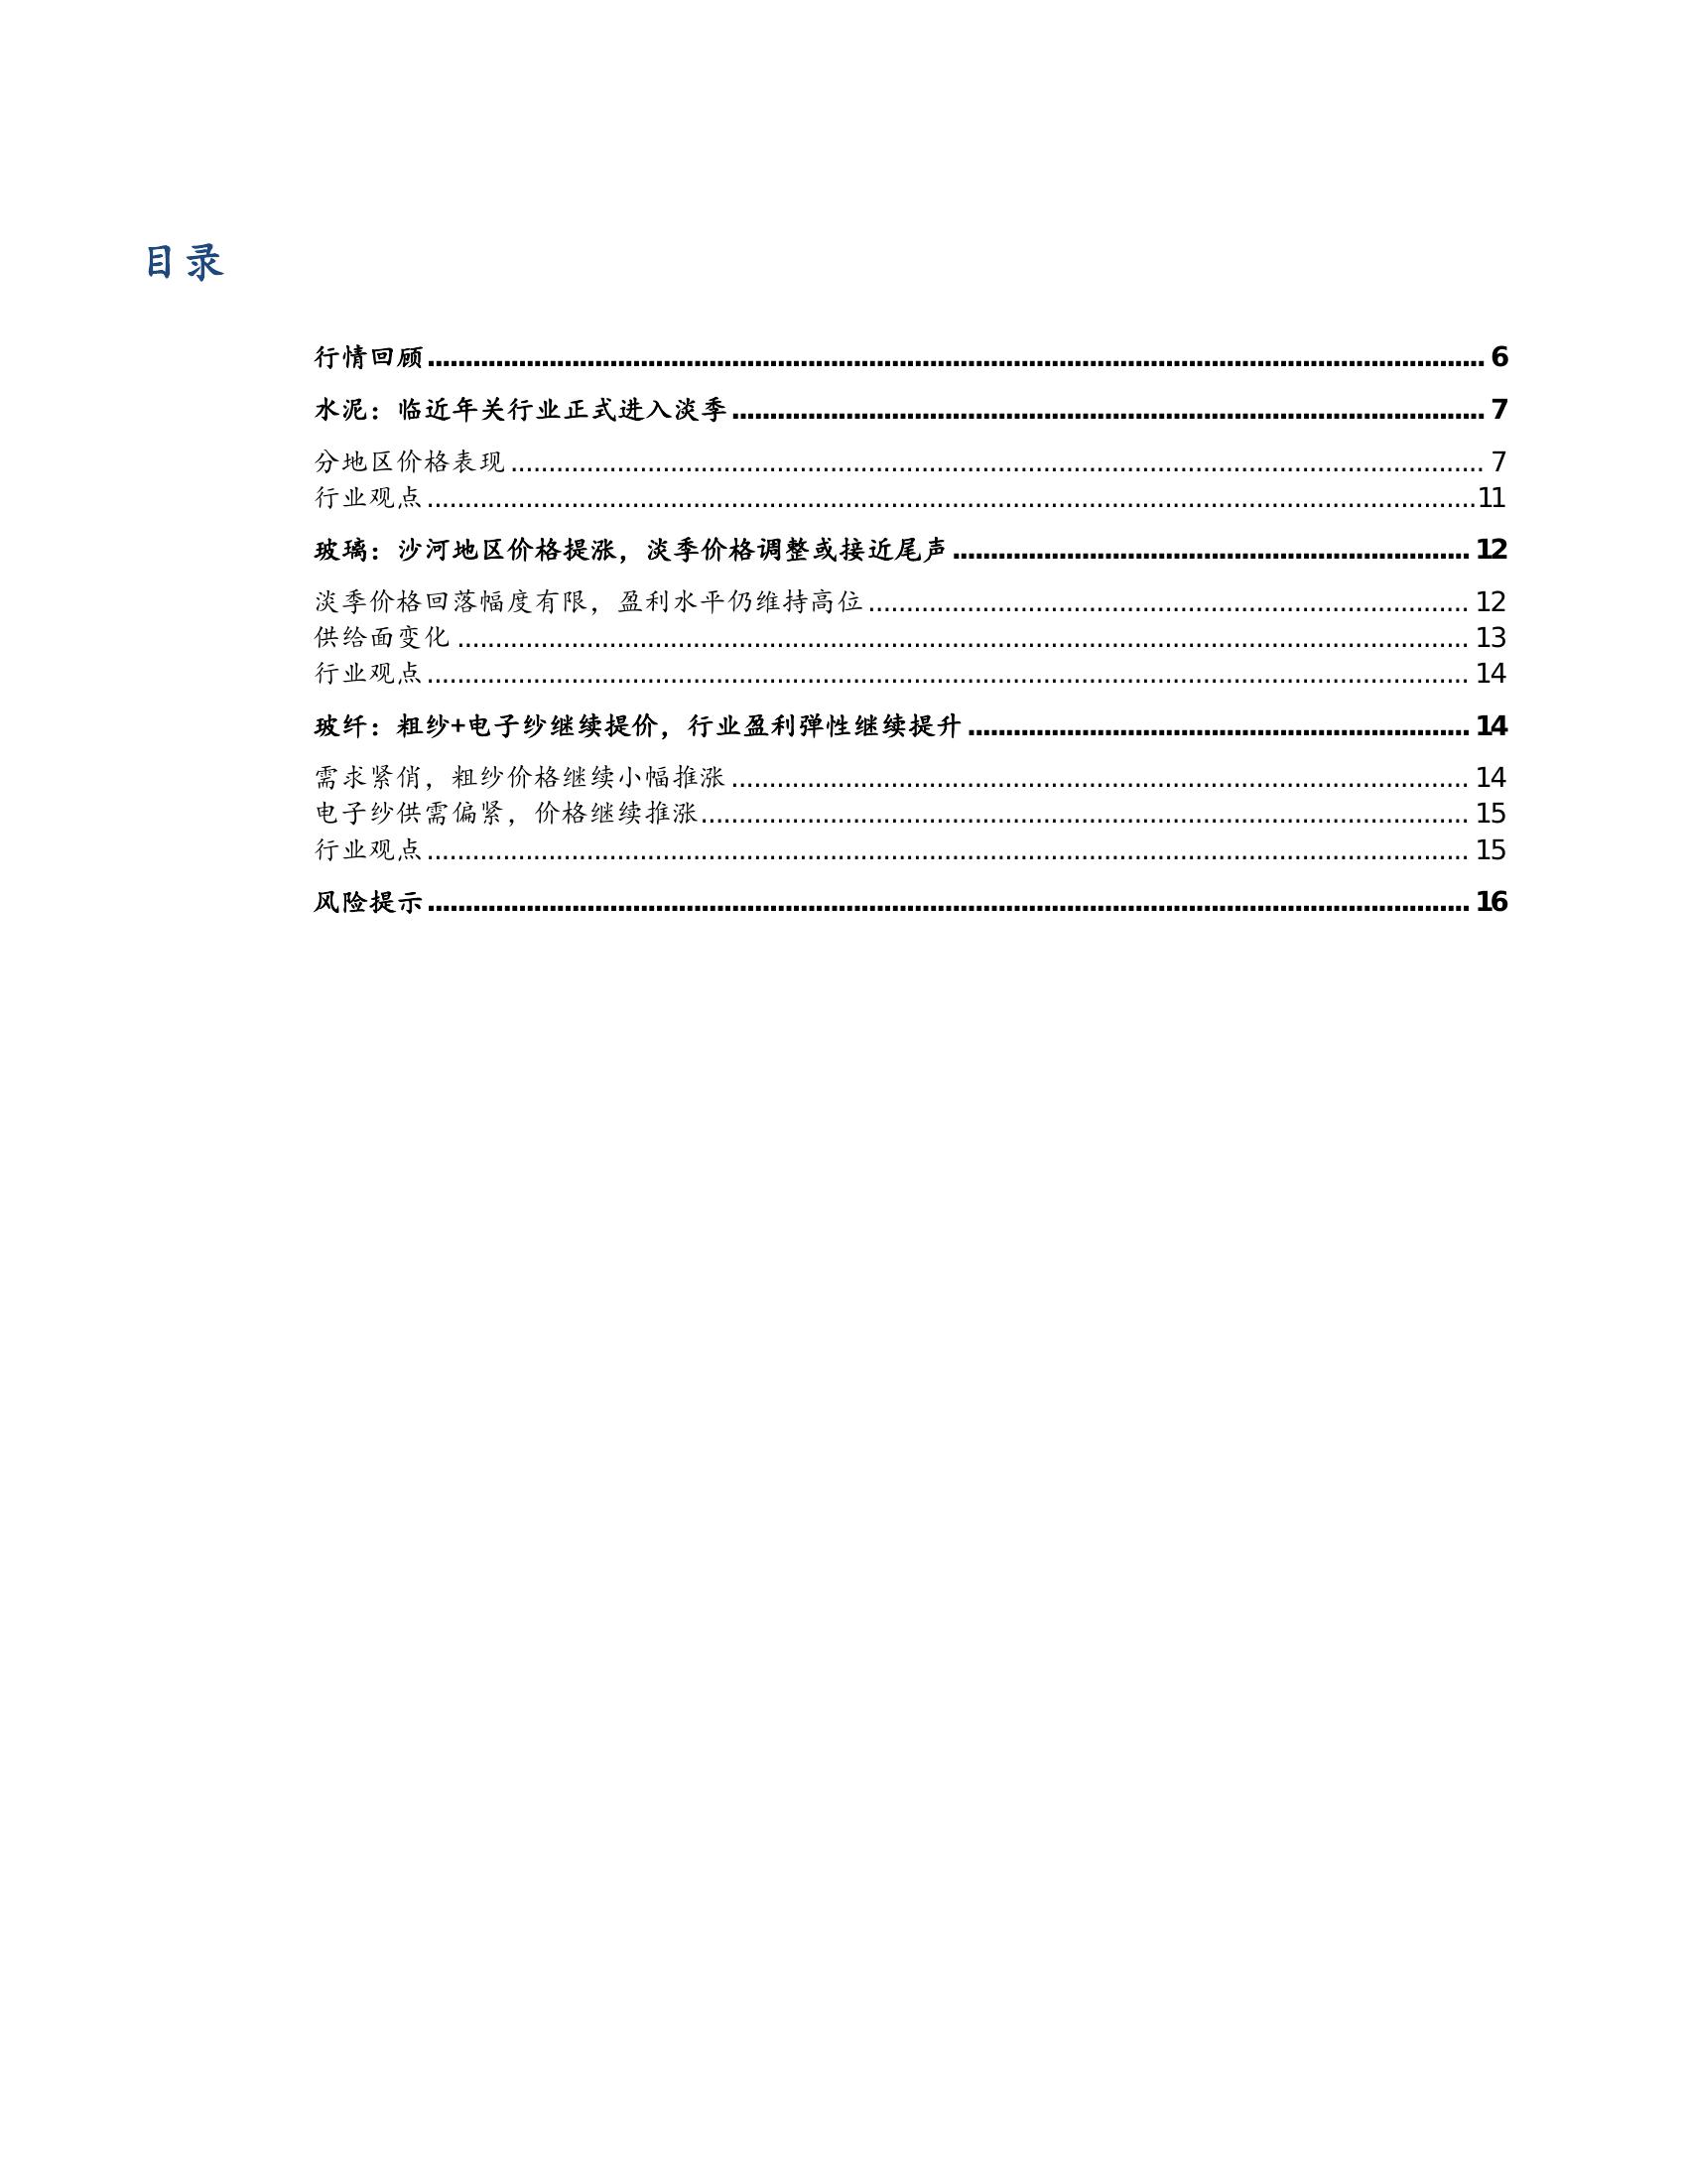 目录
行情回顾 6
水泥：临近年关行业正式进入淡季 7
分地区价格表现 7
行业观点 11
玻璃：沙河地区价格提涨，淡季价格调整或接近尾声 12
淡季价格回落幅度有限，盈利水平仍维持高位 12
供给面变化 13
行业观点 14
玻纤：粗纱+电子纱继续提价，行业盈利弹性继续提升 14
需求紧俏，粗纱价格继续小幅推涨 14
电子纱供需偏紧，价格继续推涨 15
行业观点 15
风险提示 16